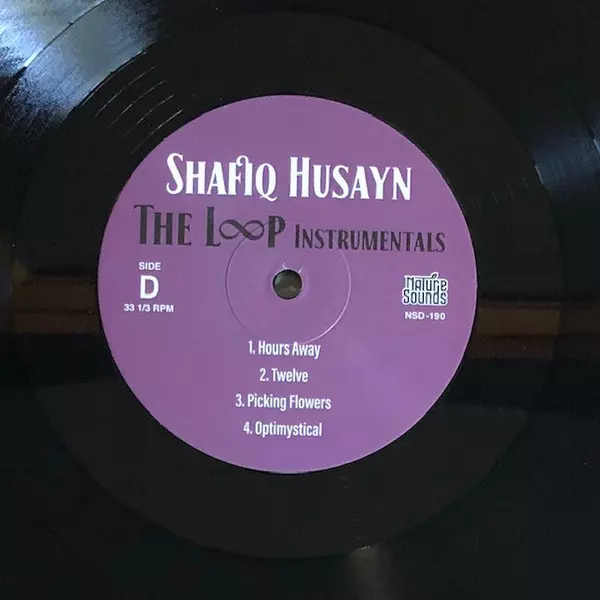 SHAFIQ HUSAYN
THE L∞P INSTRUMENTALS
SIDE
D
33 1/3 RPM
Nature
Sounds
NSD-190
1. Hours Away
2. Twelve
3. Picking Flowers
4. Optimystical